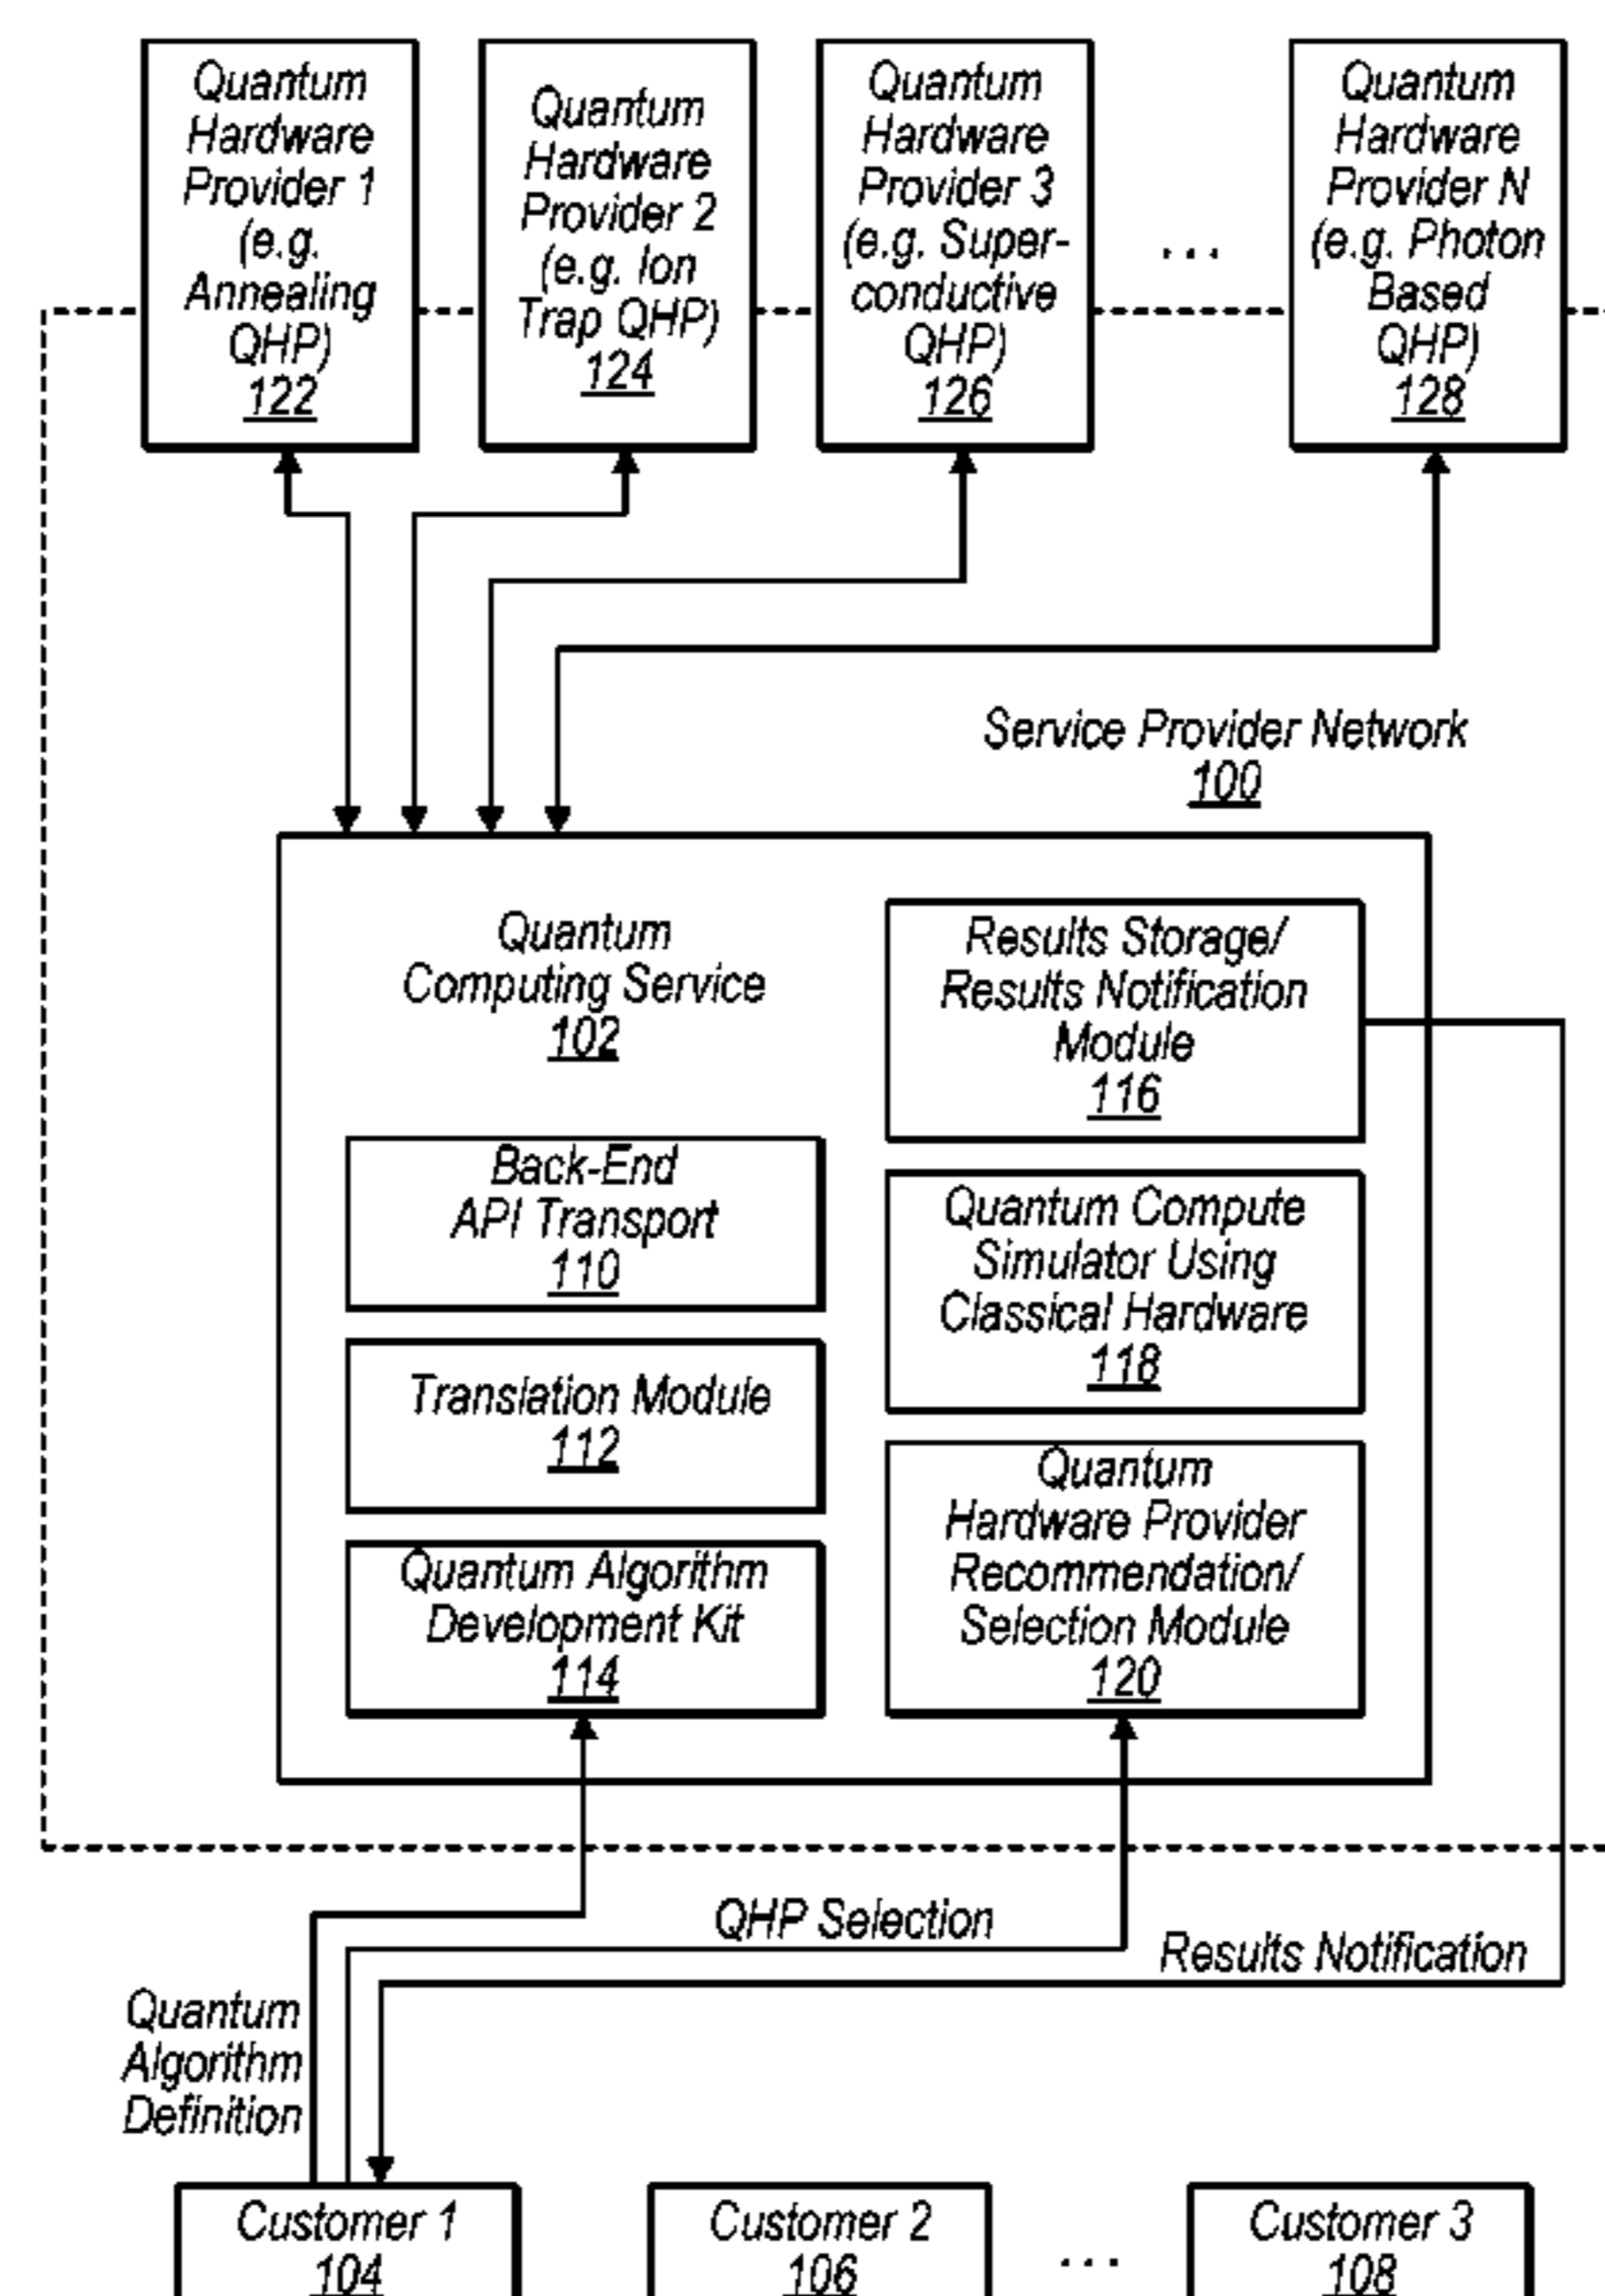 Quantum
Hardware
Provider 1
(e.g.
Annealing
QHP)
122
Quantum
Hardware
Provider 2
(e.g. Ion
Trap QHP)
124
Quantum
Hardware
Provider 3
(e.g. Super-
conductive
QHP)
126
...
Quantum
Hardware
Provider N
(e.g. Photon
Based
QHP)
128
Service Provider Network
100
Quantum
Computing Service
102
Back-End
API Transport
110
Translation Module
112
Quantum Algorithm
Development Kit
114
Results Storage/
Results Notification
Module
116
Quantum Compute
Simulator Using
Classical Hardware
118
Quantum
Hardware Provider
Recommendation/
Selection Module
120
QHP Selection
Results Notification
Quantum
Algorithm
Definition
Customer 1
104
Customer 2
106
...
Customer 3
108